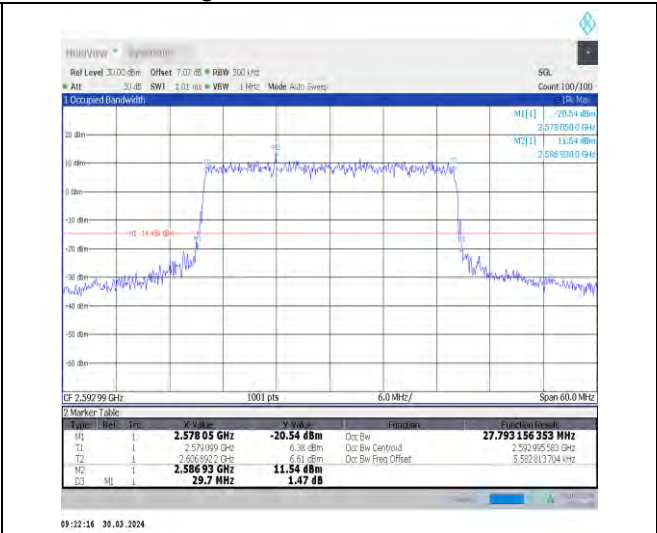 MultiView Spectrum
Ref Level 30.00 dBm Offset 7.07 dB RBW 300 kHz SGL
Att 30 dB SWT 1.01 ms VBW 1 MHz Mode Auto Sweep Count 100/100
1 Occupied Bandwidth 1Pk Max
M1[1] -20.54 dBm
2.578050 0 GHz
M2[1] 11.54 dBm
2.586 930 0 GHz
20 dBm
M2
10 dBm
0 dBm
-10 dBm
-20 dBm
-30 dBm
-40 dBm
-50 dBm
-60 dBm
CF 2.592 99 GHz 1001 pts 6.0 MHz/ Span 60.0 MHz
2 Marker Table
Type Ref Trc X-Value Y-Value Function Function Result
M1 1 2.578 05 GHz -20.54 dBm Occ Bw 27.793 156 353 MHz
T1 1 2.579 099 GHz 6.38 dBm Occ Bw Centroid 2.592 995 583 GHz
T2 1 2.606 892 2 GHz 6.61 dBm Occ Bw Freq Offset 5.582 813 704 kHz
M2 1 2.586 93 GHz 11.54 dBm
D3 M1 1 29.7 MHz 1.47 dB
09:22:16 30.03.2024